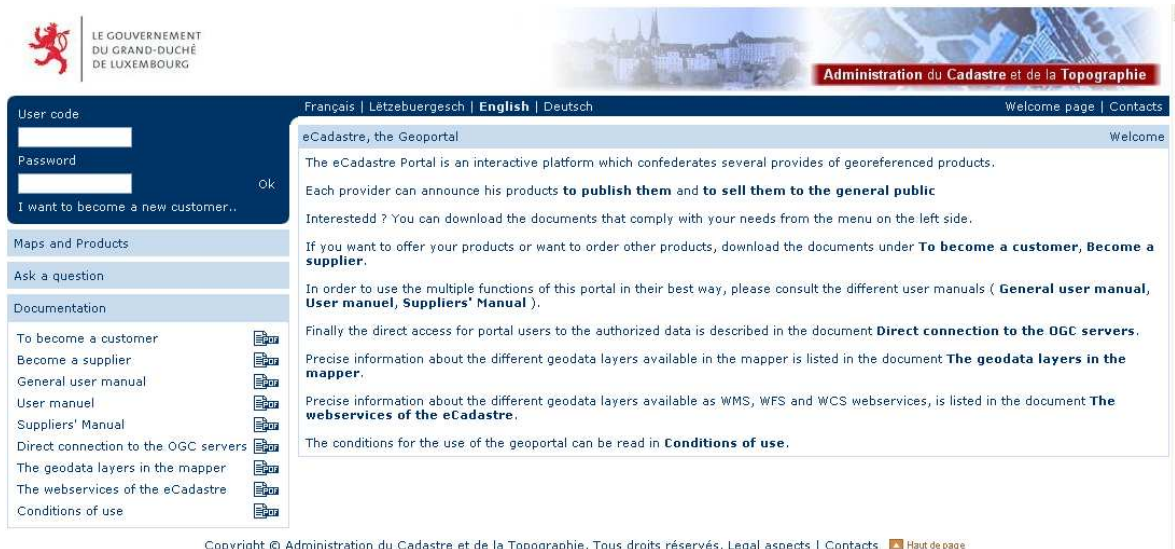 LE GOUVERNEMENT
DU GRAND-DUCHÉ
DE LUXEMBOURG
Administration du Cadastre et de la Topographie
User code
Password
Ok
I want to become a new customer..
Français | Lëtzebuergesch | English | Deutsch
Welcome page | Contacts
Maps and Products
Ask a question
Documentation
To become a customer PDF
Become a supplier PDF
General user manual PDF
User manuel PDF
Suppliers' Manual PDF
Direct connection to the OGC servers PDF
The geodata layers in the mapper PDF
The webservices of the eCadastre PDF
Conditions of use PDF
eCadastre, the Geoportal
Welcome
The eCadastre Portal is an interactive platform which confederates several provides of georeferenced products.
Each provider can announce his products to publish them and to sell them to the general public
Interestedd ? You can download the documents that comply with your needs from the menu on the left side.
If you want to offer your products or want to order other products, download the documents under To become a customer, Become a
supplier.
In order to use the multiple functions of this portal in their best way, please consult the different user manuals ( General user manual,
User manuel, Suppliers' Manual ).
Finally the direct access for portal users to the authorized data is described in the document Direct connection to the OGC servers.
Precise information about the different geodata layers available in the mapper is listed in the document The geodata layers in the
mapper.
Precise information about the different geodata layers available as WMS, WFS and WCS webservices, is listed in the document The
webservices of the eCadastre.
The conditions for the use of the geoportal can be read in Conditions of use.
Copyright © Administration du Cadastre et de la Topographie. Tous droits réservés. Legal aspects | Contacts Haut de page